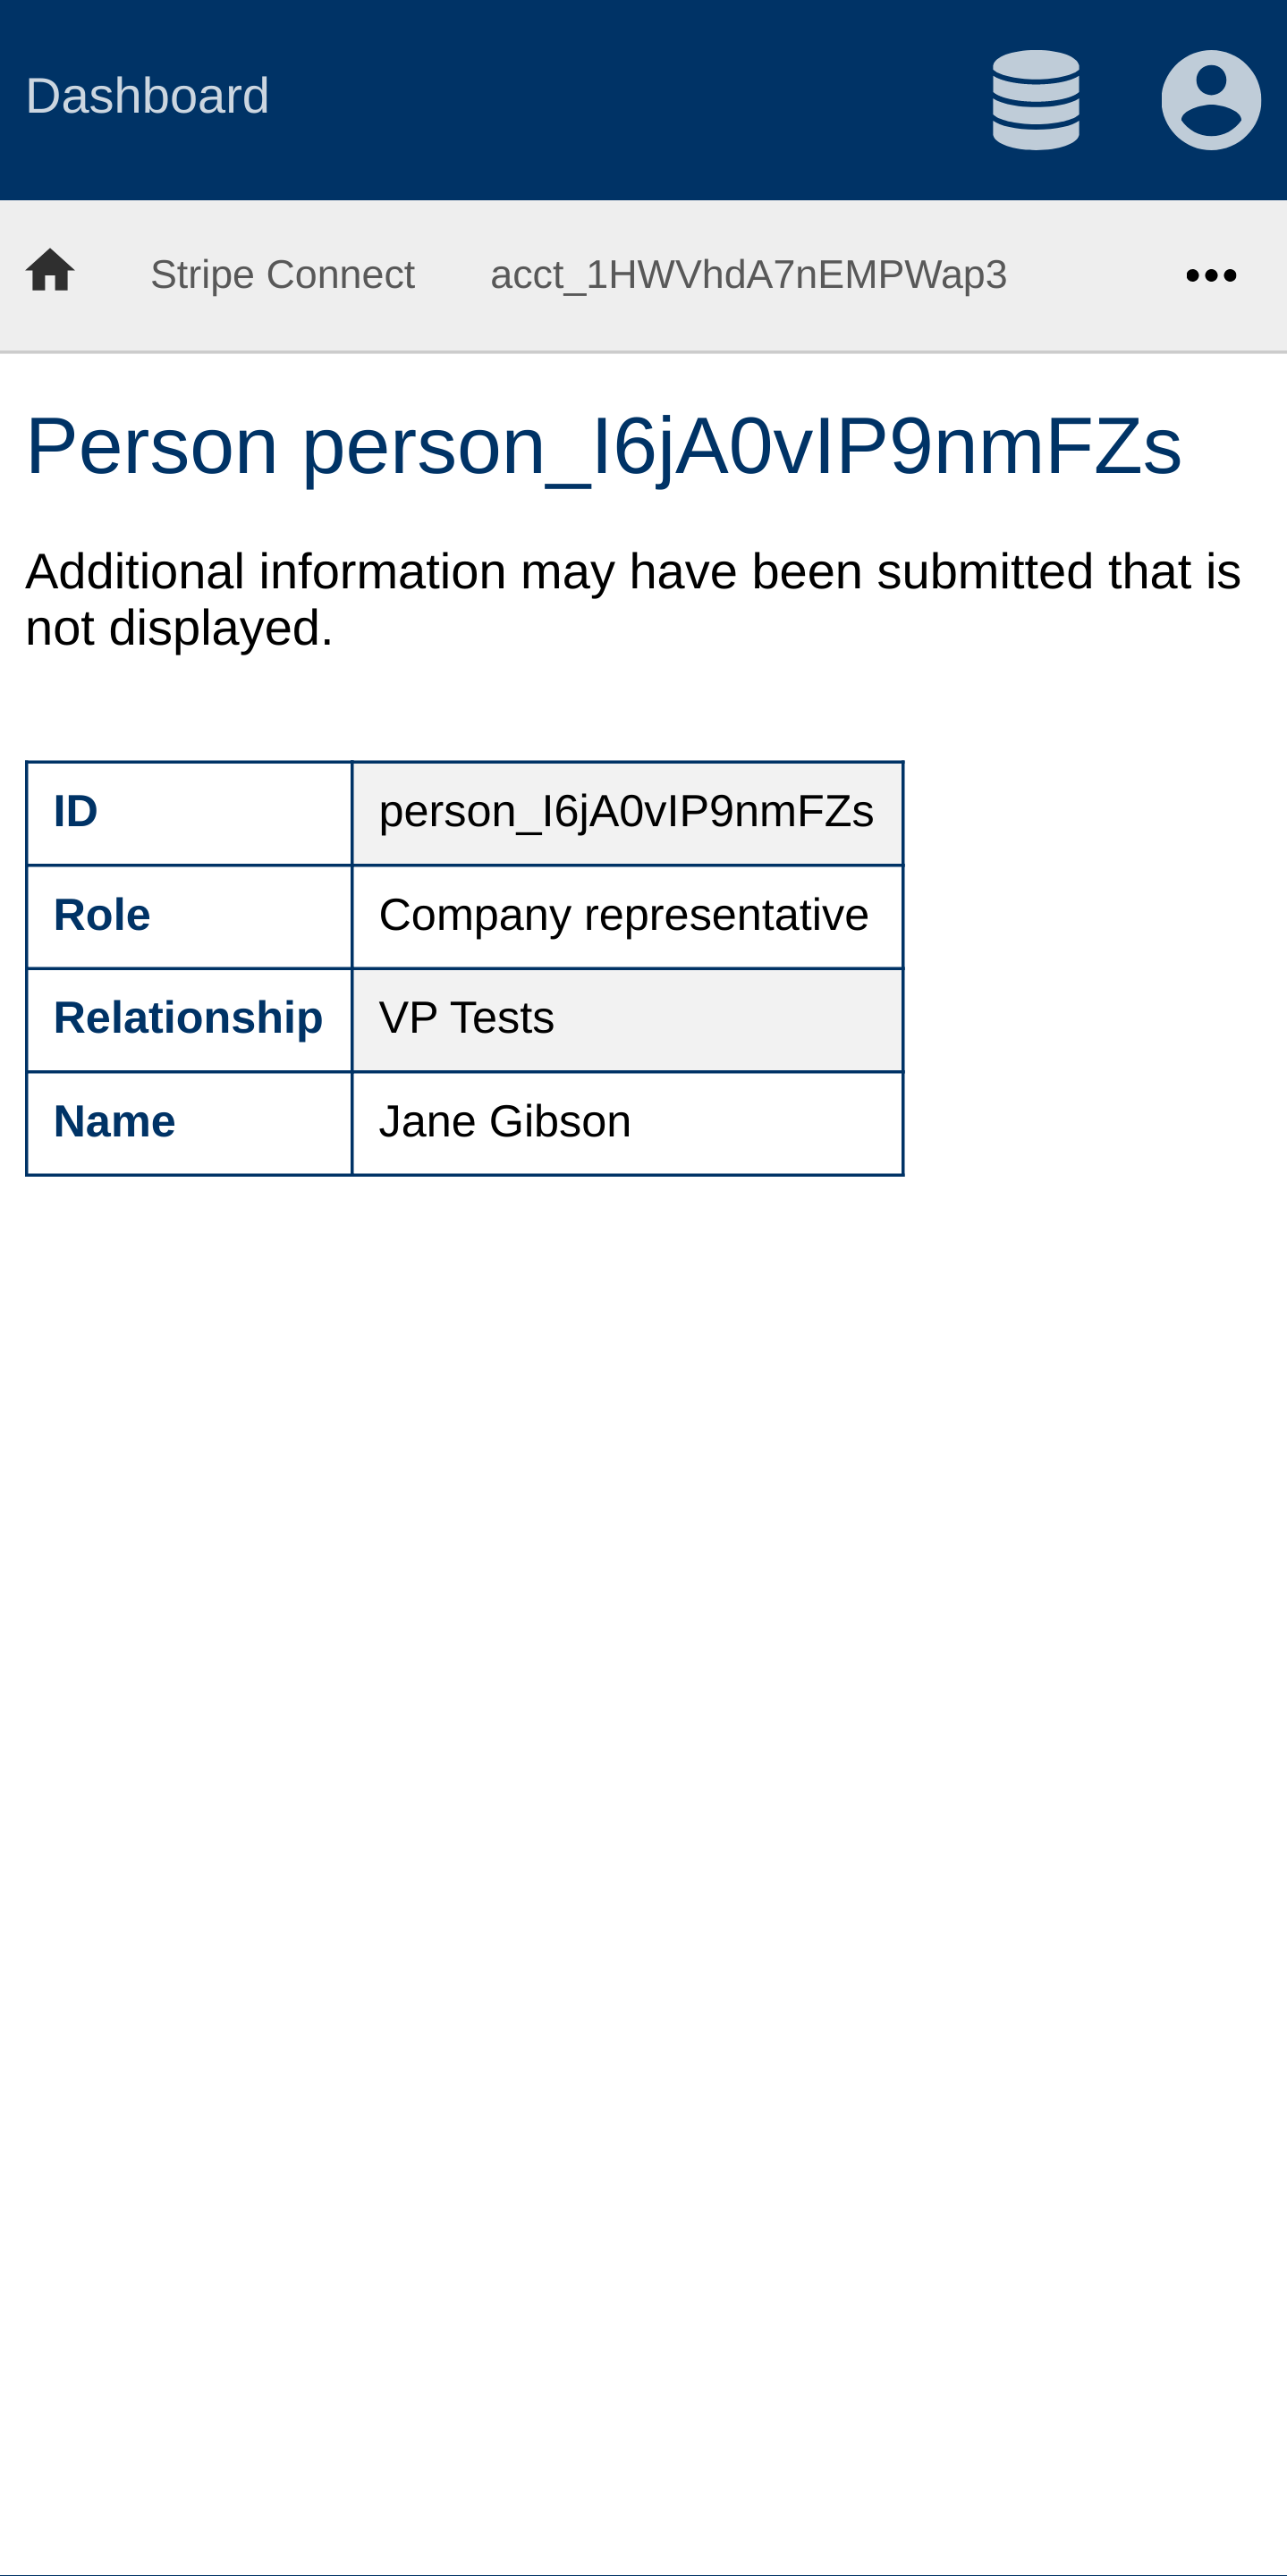 Dashboard
Stripe Connect acct_1HWVhdA7nEMPWap3
Person person_I6jA0vIP9nmFZs
Additional information may have been submitted that is
not displayed.
ID person_I6jA0vIP9nmFZs
Role Company representative
Relationship VP Tests
Name Jane Gibson